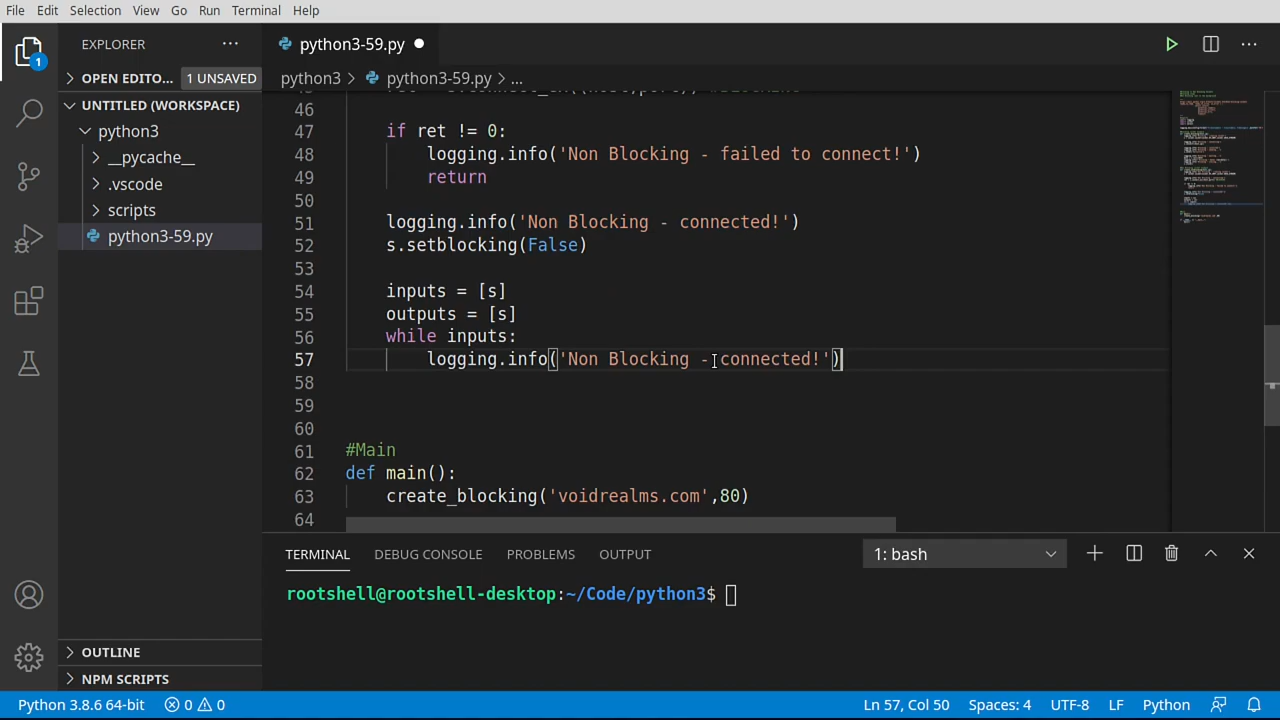 File Edit Selection View Go Run Terminal Help
EXPLORER ...
python3-59.py
1
OPEN EDITO... 1 UNSAVED
python3 > python3-59.py > ...
UNTITLED (WORKSPACE)
python3
__pycache__
.vscode
scripts
python3-59.py
46
47 if ret != 0:
48 logging.info('Non Blocking - failed to connect!')
49 return
50
51 logging.info('Non Blocking - connected!')
52 s.setblocking(False)
53
54 inputs = [s]
55 outputs = [s]
56 while inputs:
57 logging.info('Non Blocking - connected!')
58
59
60
61 #Main
62 def main():
63 create_blocking('voidrealms.com',80)
64
TERMINAL DEBUG CONSOLE PROBLEMS OUTPUT 1: bash
rootshell@rootshell-desktop:~/Code/python3$
OUTLINE
NPM SCRIPTS
Python 3.8.6 64-bit 0 0 Ln 57, Col 50 Spaces: 4 UTF-8 LF Python